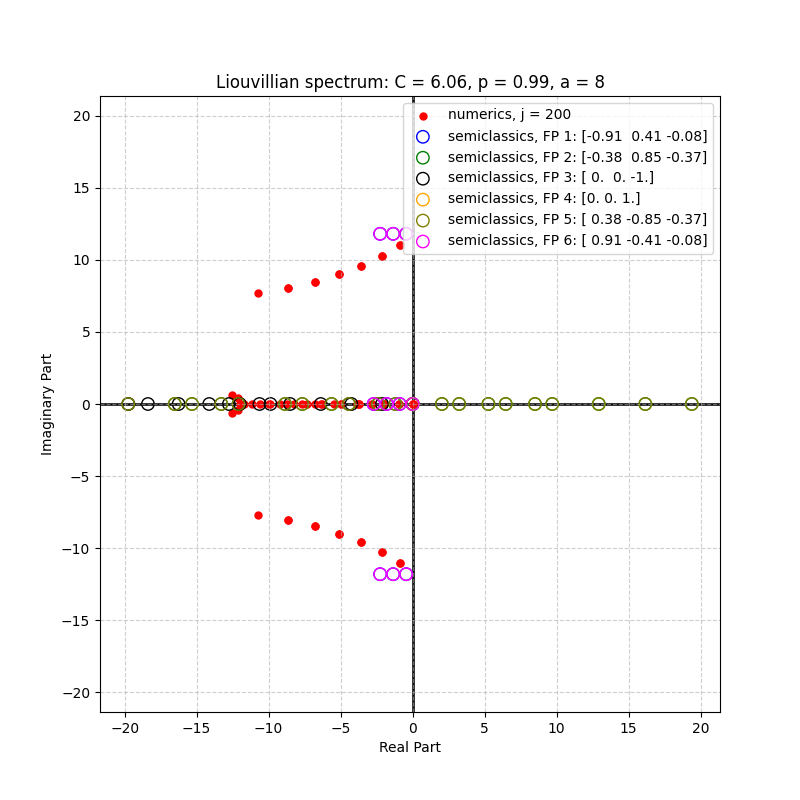 Liouvillian spectrum: C = 6.06, p = 0.99, a = 8
numerics, j = 200
semiclassics, FP 1: [-0.91  0.41 -0.08]
semiclassics, FP 2: [-0.38  0.85 -0.37]
semiclassics, FP 3: [ 0.  0. -1.]
semiclassics, FP 4: [0. 0. 1.]
semiclassics, FP 5: [ 0.38 -0.85 -0.37]
semiclassics, FP 6: [ 0.91 -0.41 -0.08]
20
15
10
5
0
−5
−10
−15
−20
Imaginary Part
−20 −15 −10 −5 0 5 10 15 20
Real Part